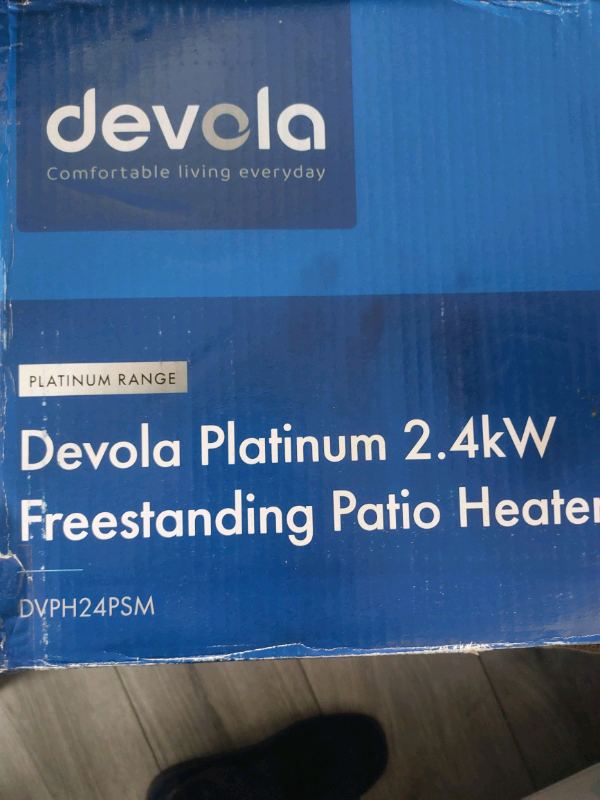 devola
Comfortable living everyday
PLATINUM RANGE
Devola Platinum 2.4kW
Freestanding Patio Heater
DVPH24PSM